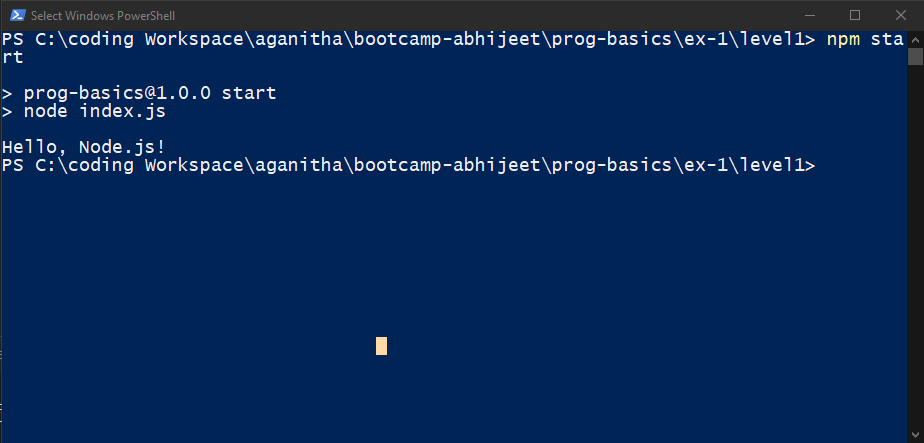 Select Windows PowerShell
PS C:\coding Workspace\aganitha\bootcamp-abhijeet\prog-basics\ex-1\level1> npm sta
rt
> prog-basics@1.0.0 start
> node index.js
Hello, Node.js!
PS C:\coding Workspace\aganitha\bootcamp-abhijeet\prog-basics\ex-1\level1>